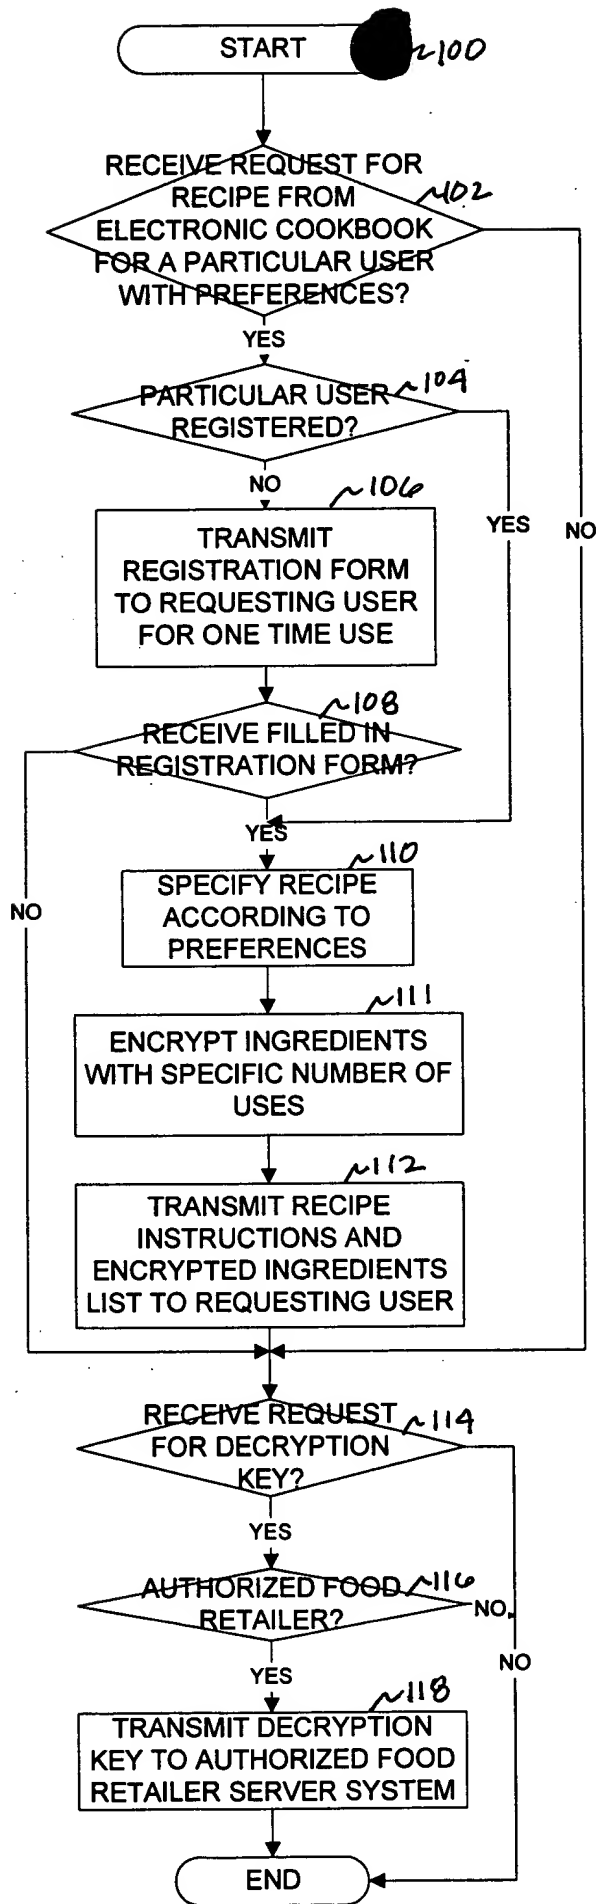 START ~100
RECEIVE REQUEST FOR
RECIPE FROM
~102
ELECTRONIC COOKBOOK
FOR A PARTICULAR USER
WITH PREFERENCES?
YES
PARTICULAR USER ~104
REGISTERED?
NO
~106
TRANSMIT
REGISTRATION FORM
TO REQUESTING USER
FOR ONE TIME USE
YES
NO
~108
RECEIVE FILLED IN
REGISTRATION FORM?
YES
~110
SPECIFY RECIPE
ACCORDING TO
PREFERENCES
NO
~111
ENCRYPT INGREDIENTS
WITH SPECIFIC NUMBER OF
USES
~112
TRANSMIT RECIPE
INSTRUCTIONS AND
ENCRYPTED INGREDIENTS
LIST TO REQUESTING USER
RECEIVE REQUEST ~114
FOR DECRYPTION
KEY?
YES
AUTHORIZED FOOD ~116
RETAILER?
NO
YES
NO
~118
TRANSMIT DECRYPTION
KEY TO AUTHORIZED FOOD
RETAILER SERVER SYSTEM
END